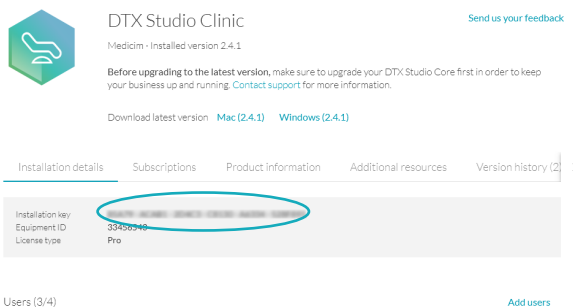 DTX Studio Clinic
Send us your feedback
Medicim - Installed version 2.4.1
Before upgrading to the latest version, make sure to upgrade your DTX Studio Core first in order to keep
your business up and running. Contact support for more information.
Download latest version Mac (2.4.1) Windows (2.4.1)
Installation details Subscriptions Product information Additional resources Version history (2
Installation key
Equipment ID 33456543
License type Pro
Users (3/4) Add users